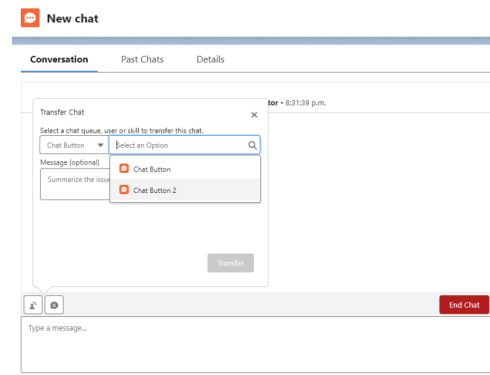 New chat
Conversation Past Chats Details
tor • 8:31:39 p.m.
Transfer Chat
Select a chat queue, user or skill to transfer this chat.
Chat Button Select an Option
Message (optional)
Chat Button
Summarize the issu
Chat Button 2
Transfer
End Chat
Type a message...